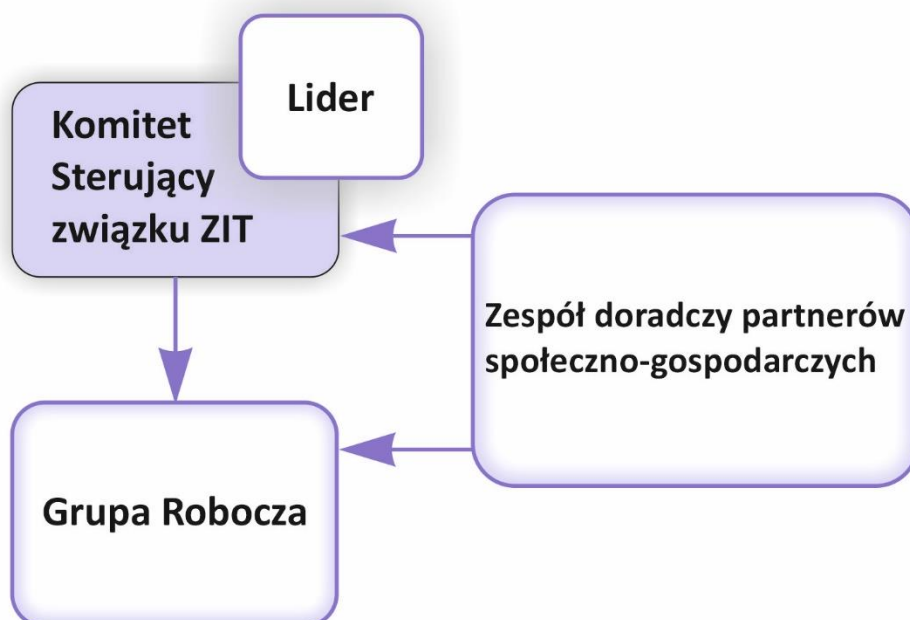 Lider
Komitet
Sterujący
związku ZIT
Zespół doradczy partnerów
społeczno-gospodarczych
Grupa Robocza